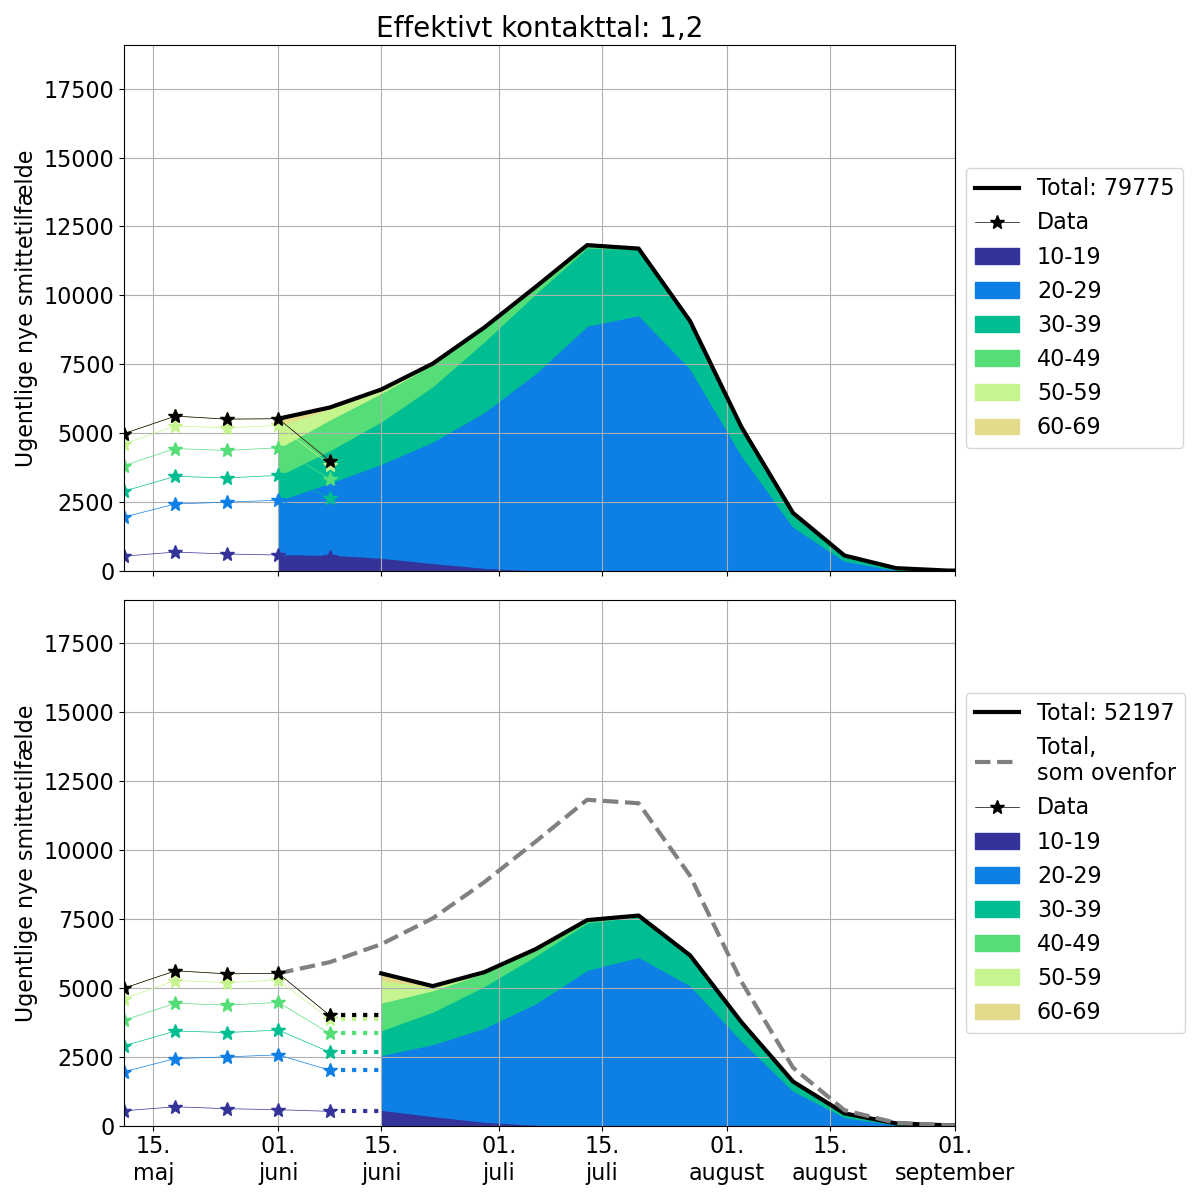 Effektivt kontakttal: 1,2
Ugentlige nye smittetilfælde
17500
15000
12500
10000
7500
5000
2500
0
Total: 79775
Data
10-19
20-29
30-39
40-49
50-59
60-69
Ugentlige nye smittetilfælde
17500
15000
12500
10000
7500
5000
2500
0
15.
maj
01.
juni
15.
juni
01.
juli
15.
juli
01.
august
15.
august
01.
september
Total: 52197
Total,
som ovenfor
Data
10-19
20-29
30-39
40-49
50-59
60-69